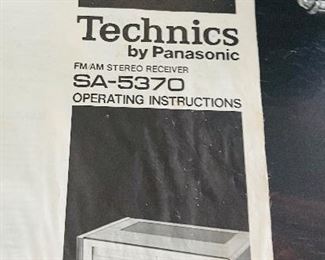 Technics
by Panasonic
FM/AM STEREO RECEIVER
SA-5370
OPERATING INSTRUCTIONS